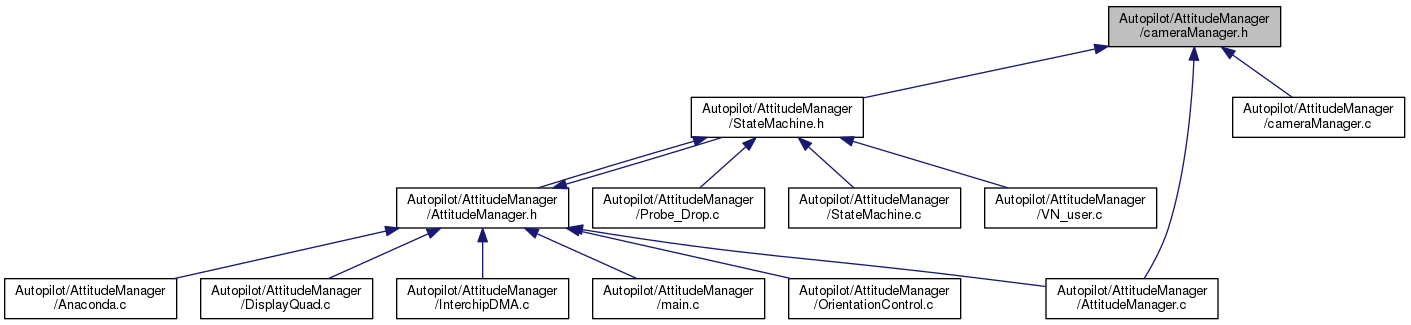 Autopilot/AttitudeManager
/cameraManager.h
Autopilot/AttitudeManager
/StateMachine.h
Autopilot/AttitudeManager
/cameraManager.c
Autopilot/AttitudeManager
/AttitudeManager.h
Autopilot/AttitudeManager
/Probe_Drop.c
Autopilot/AttitudeManager
/StateMachine.c
Autopilot/AttitudeManager
/VN_user.c
Autopilot/AttitudeManager
/Anaconda.c
Autopilot/AttitudeManager
/DisplayQuad.c
Autopilot/AttitudeManager
/InterchipDMA.c
Autopilot/AttitudeManager
/main.c
Autopilot/AttitudeManager
/OrientationControl.c
Autopilot/AttitudeManager
/AttitudeManager.c